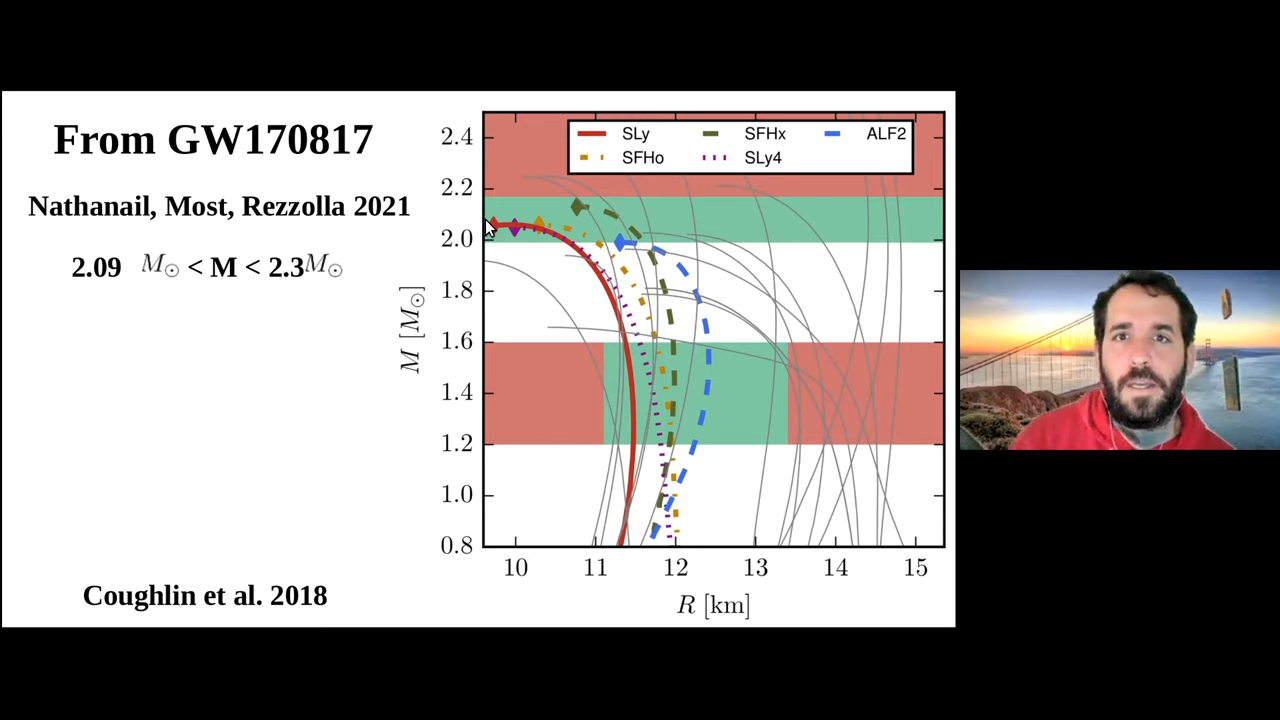 From GW170817
Nathanail, Most, Rezzolla 2021
2.09 M⊙ < M < 2.3M⊙
Coughlin et al. 2018
SLy SFHx ALF2
SFHo SLy4
2.4
2.2
2.0
1.8
1.6
1.4
1.2
1.0
0.8
M [M⊙]
10 11 12 13 14 15
R [km]